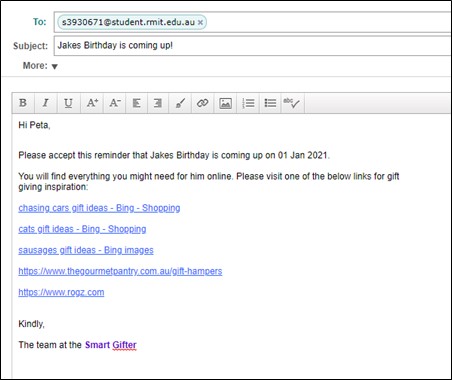 To: s3930671@student.rmit.edu.au ×
Subject: Jakes Birthday is coming up!
More: ▼
B I U A+ A- abc
Hi Peta,
Please accept this reminder that Jakes Birthday is coming up on 01 Jan 2021.
You will find everything you might need for him online. Please visit one of the below links for gift
giving inspiration:
chasing cars gift ideas - Bing - Shopping
cats gift ideas - Bing - Shopping
sausages gift ideas - Bing images
https://www.thegourmetpantry.com.au/gift-hampers
https://www.rogz.com
Kindly,
The team at the Smart Gifter